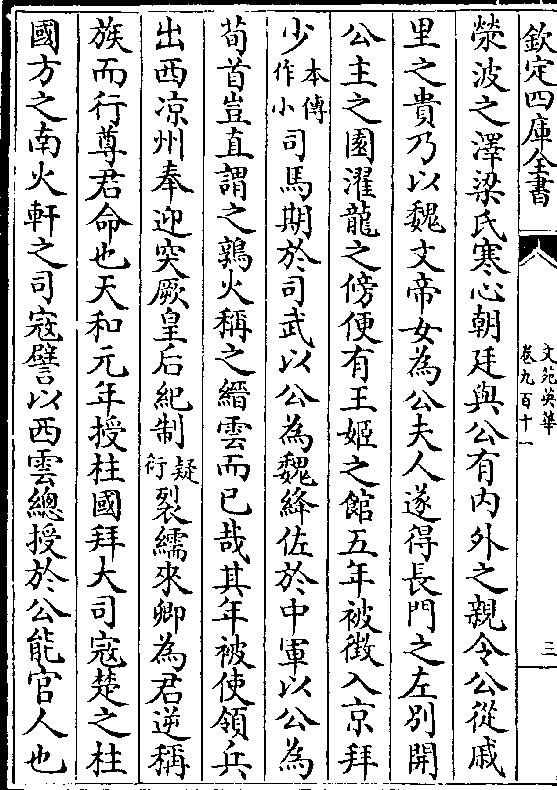 欽定四庫全書
文苑英華
卷九百十一
三
滎波之澤梁氏寒心朝廷與公有内外之親令公從戚
里之貴乃以魏文帝女為公夫人遂得長門之左别開
公主之園濯龍之傍便有王姬之館五年被徴入京拜
少本傳作小司馬期於司武以公為魏絳佐於中軍以公為
荀首豈直謂之鶉火稱之縉雲而已哉其年被使領兵
出西凉州奉迎突厥皇后紀制疑衍裂繻來卿為君逆稱
族而行尊君命也天和元年授柱國拜大司寇楚之柱
國方之南火軒之司寇譬以西雲總授於公能官人也